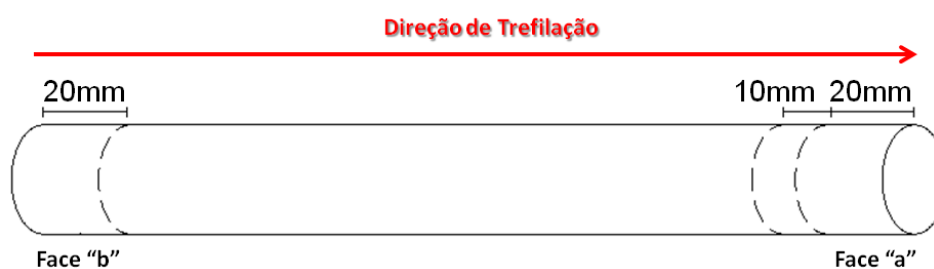 Direção de Trefilação
20mm 10mm 20mm
Face “b” Face “a”